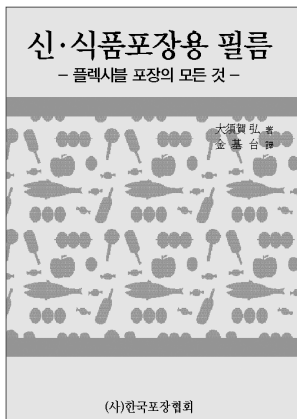 신·식품포장용 필름
– 플렉시블 포장의 모든 것 –
大須賀 弘 著
金基台 譯
(사)한국포장협회